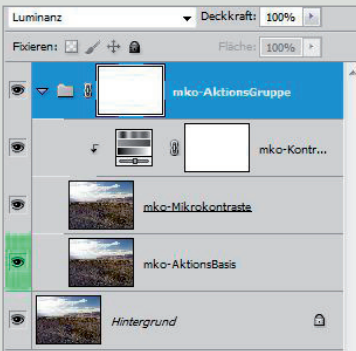 Luminanz Deckkraft: 100%
Fixieren: Fläche: 100%
mko-AktionsGruppe
mko-Kontr...
mko-Mikrokontraste
mko-AktionsBasis
Hintergrund